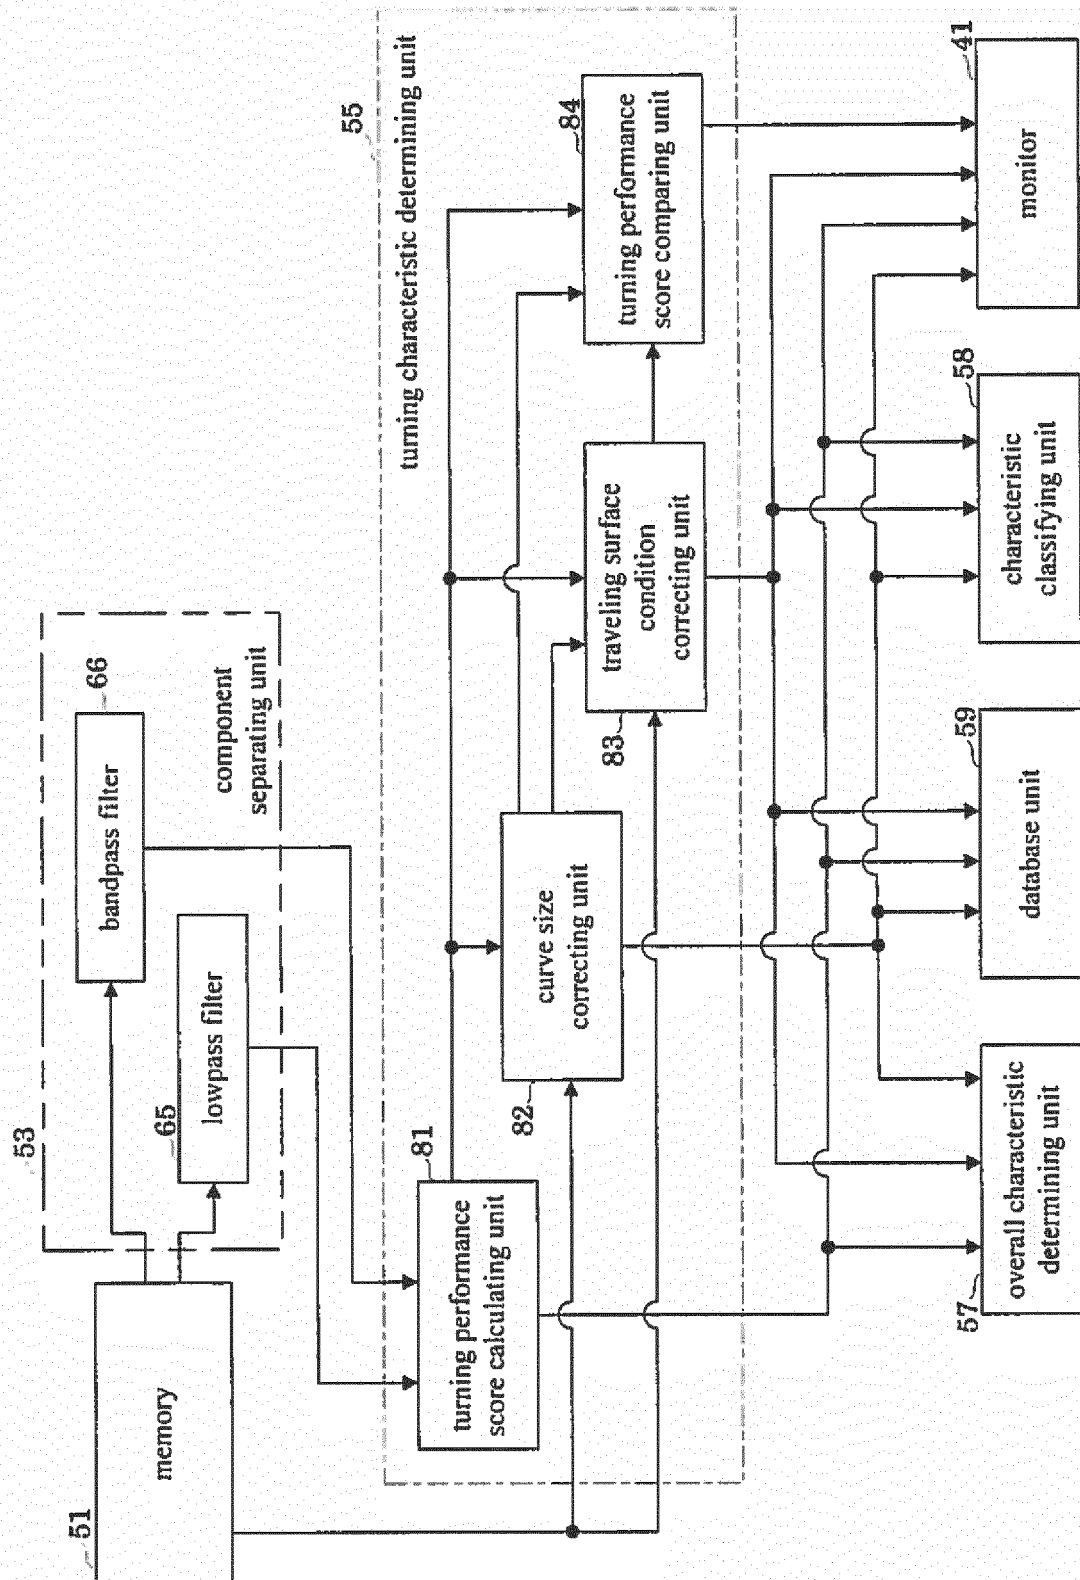 51
memory
53
66
bandpass filter
65
lowpass filter
component
separating unit
55
turning characteristic determining unit
81
turning performance
score calculating unit
82
curve size
correcting unit
83
traveling surface
condition
correcting unit
84
turning performance
score comparing unit
57
overall characteristic
determining unit
59
database unit
58
characteristic
classifying unit
41
monitor